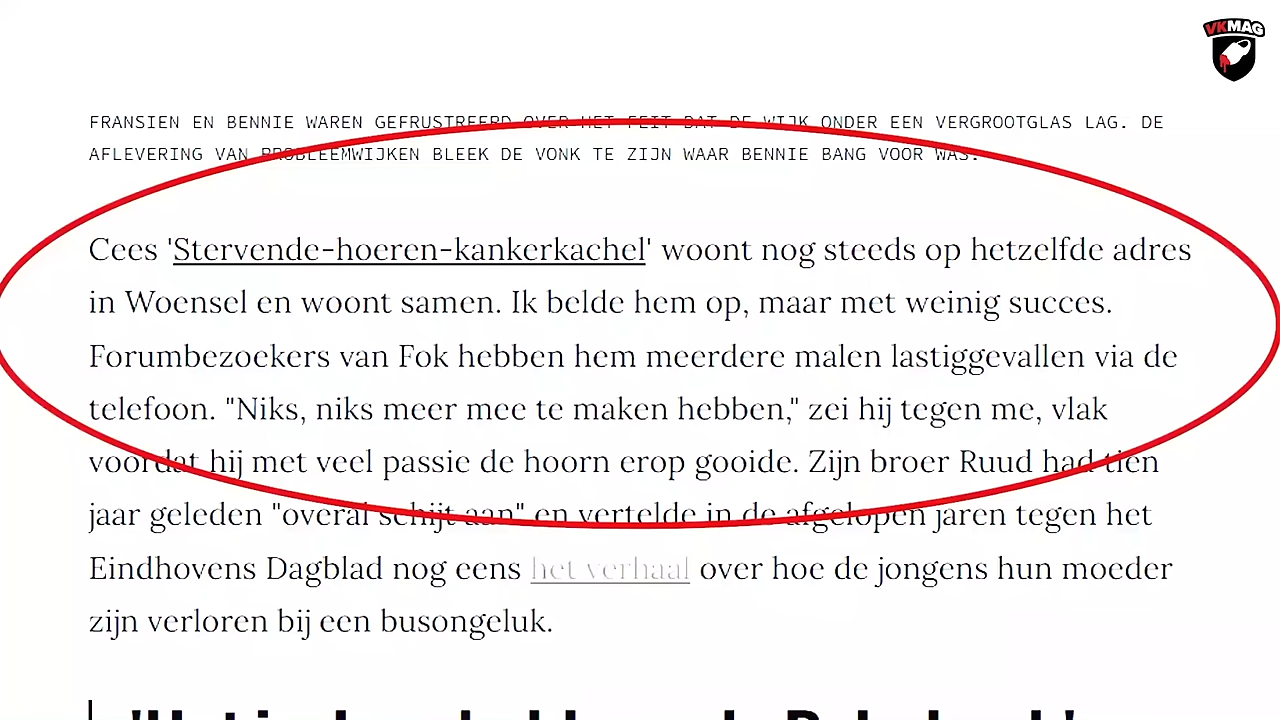 VKMAG
FRANSIEN EN BENNIE WAREN GEFRUSTREERD OVER HET FEIT DAT DE WIJK ONDER EEN VERGROOTGLAS LAG. DE
AFLEVERING VAN PROBLEEMWIJKEN BLEEK DE VONK TE ZIJN WAAR BENNIE BANG VOOR WAS.
Cees 'Stervende-hoeren-kankerkachel' woont nog steeds op hetzelfde adres
in Woensel en woont samen. Ik belde hem op, maar met weinig succes.
Forumbezoekers van Fok hebben hem meerdere malen lastiggevallen via de
telefoon. "Niks, niks meer mee te maken hebben," zei hij tegen me, vlak
voordat hij met veel passie de hoorn erop gooide. Zijn broer Ruud had tien
jaar geleden "overal schijt aan" en vertelde in de afgelopen jaren tegen het
Eindhovens Dagblad nog eens het verhaal over hoe de jongens hun moeder
zijn verloren bij een busongeluk.